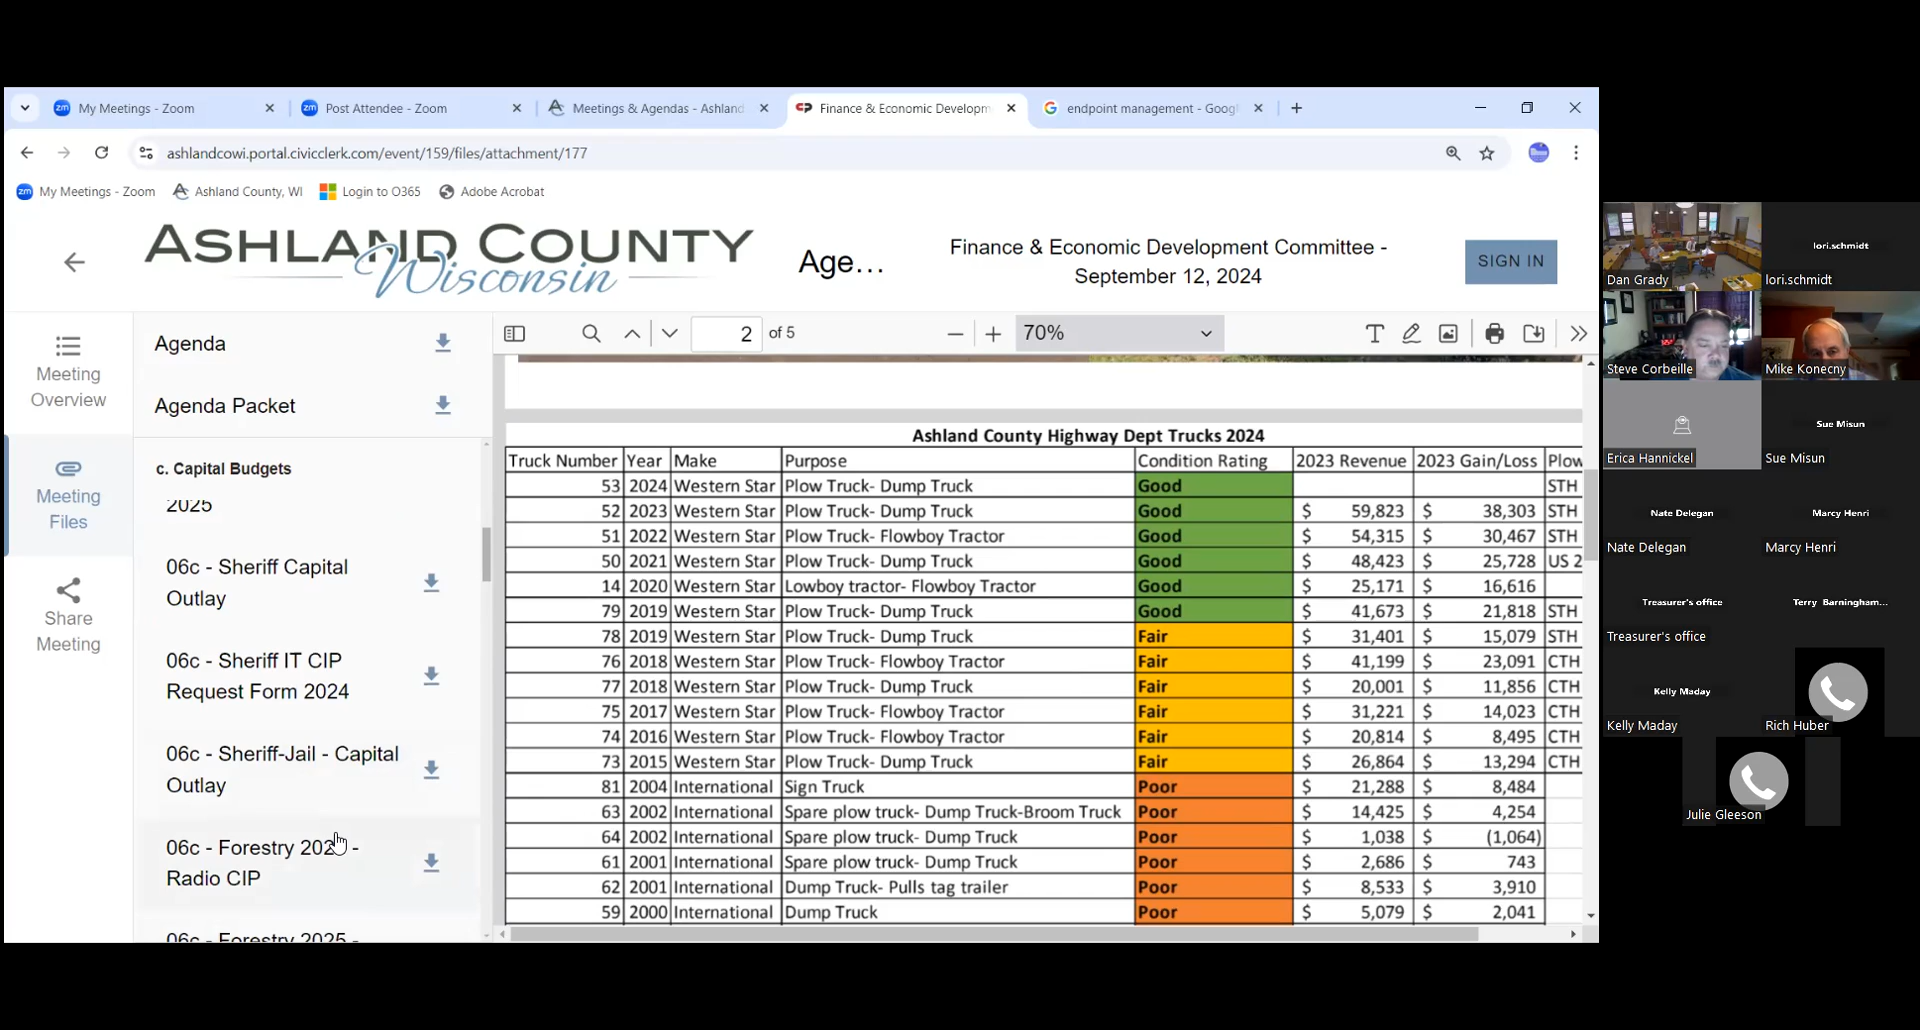 My Meetings - Zoom
Post Attendee - Zoom
Meetings & Agendas - Ashland
Finance & Economic Developm
endpoint management - Googl
ashlandcowi.portal.civicclerk.com/event/159/files/attachment/177
My Meetings - Zoom
Ashland County, WI
Login to O365
Adobe Acrobat
ASHLAND COUNTY
Wisconsin
Age...
Finance & Economic Development Committee -
September 12, 2024
SIGN IN
Meeting
Overview
Meeting
Files
Share
Meeting
Agenda
Agenda Packet
c. Capital Budgets
2025
06c - Sheriff Capital
Outlay
06c - Sheriff IT CIP
Request Form 2024
06c - Sheriff-Jail - Capital
Outlay
06c - Forestry 202 -
Radio CIP
06c - Forestry 2025 -
2 of 5
70%
Ashland County Highway Dept Trucks 2024
Truck Number Year Make Purpose Condition Rating 2023 Revenue 2023 Gain/Loss Plow
53 2024 Western Star Plow Truck- Dump Truck Good STH
52 2023 Western Star Plow Truck- Dump Truck Good $ 59,823 $ 38,303 STH
51 2022 Western Star Plow Truck- Flowboy Tractor Good $ 54,315 $ 30,467 STH
50 2021 Western Star Plow Truck- Dump Truck Good $ 48,423 $ 25,728 US 2
14 2020 Western Star Lowboy tractor- Flowboy Tractor Good $ 25,171 $ 16,616
79 2019 Western Star Plow Truck- Dump Truck Good $ 41,673 $ 21,818 STH
78 2019 Western Star Plow Truck- Dump Truck Fair $ 31,401 $ 15,079 STH
76 2018 Western Star Plow Truck- Flowboy Tractor Fair $ 41,199 $ 23,091 CTH
77 2018 Western Star Plow Truck- Dump Truck Fair $ 20,001 $ 11,856 CTH
75 2017 Western Star Plow Truck- Flowboy Tractor Fair $ 31,221 $ 14,023 CTH
74 2016 Western Star Plow Truck- Flowboy Tractor Fair $ 20,814 $ 8,495 CTH
73 2015 Western Star Plow Truck- Dump Truck Fair $ 26,864 $ 13,294 CTH
81 2004 International Sign Truck Poor $ 21,288 $ 8,484
63 2002 International Spare plow truck- Dump Truck-Broom Truck Poor $ 14,425 $ 4,254
64 2002 International Spare plow truck- Dump Truck Poor $ 1,038 $ (1,064)
61 2001 International Spare plow truck- Dump Truck Poor $ 2,686 $ 743
62 2001 International Dump Truck- Pulls tag trailer Poor $ 8,533 $ 3,910
59 2000 International Dump Truck Poor $ 5,079 $ 2,041
Dan Grady
lori.schmidt
lori.schmidt
Steve Corbeille
Mike Konecny
Erica Hannickel
Sue Misun
Sue Misun
Nate Delegan
Nate Delegan
Marcy Henri
Marcy Henri
Treasurer's office
Treasurer's office
Terry Barningham...
Kelly Maday
Kelly Maday
Rich Huber
Julie Gleeson